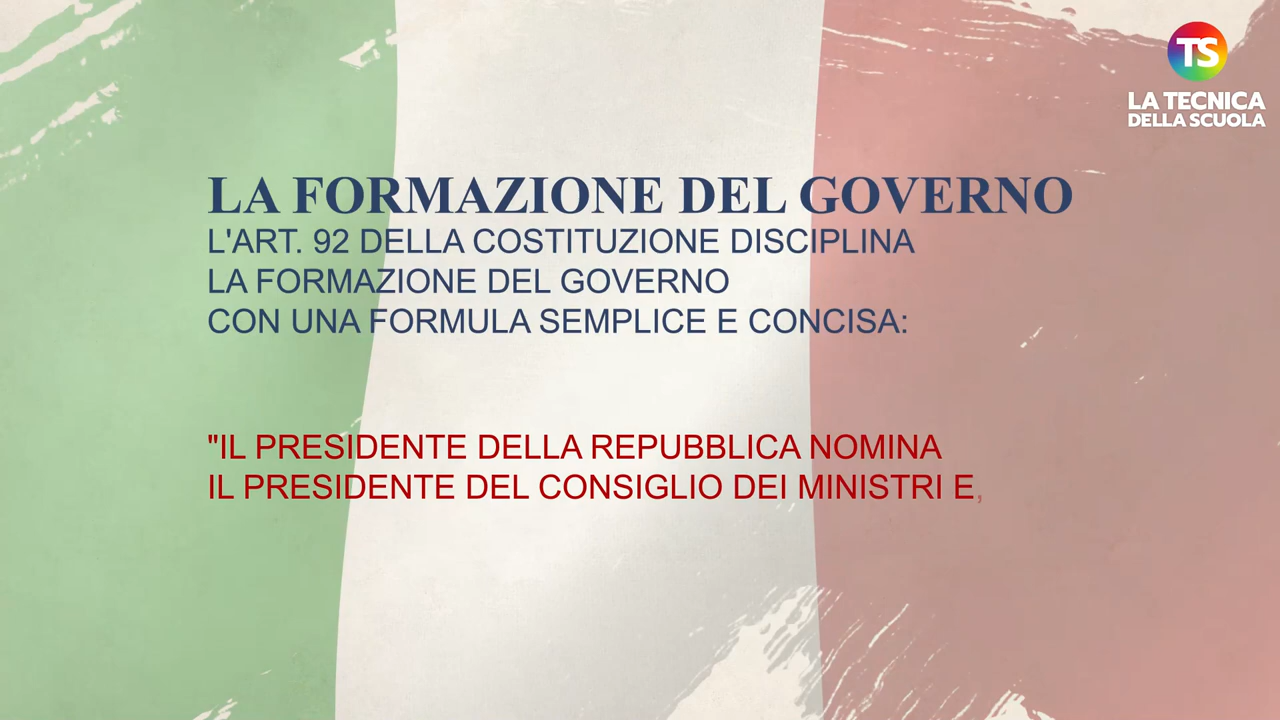 TS
LA TECNICA
DELLA SCUOLA
LA FORMAZIONE DEL GOVERNO
L'ART. 92 DELLA COSTITUZIONE DISCIPLINA
LA FORMAZIONE DEL GOVERNO
CON UNA FORMULA SEMPLICE E CONCISA:
"IL PRESIDENTE DELLA REPUBBLICA NOMINA
IL PRESIDENTE DEL CONSIGLIO DEI MINISTRI E,